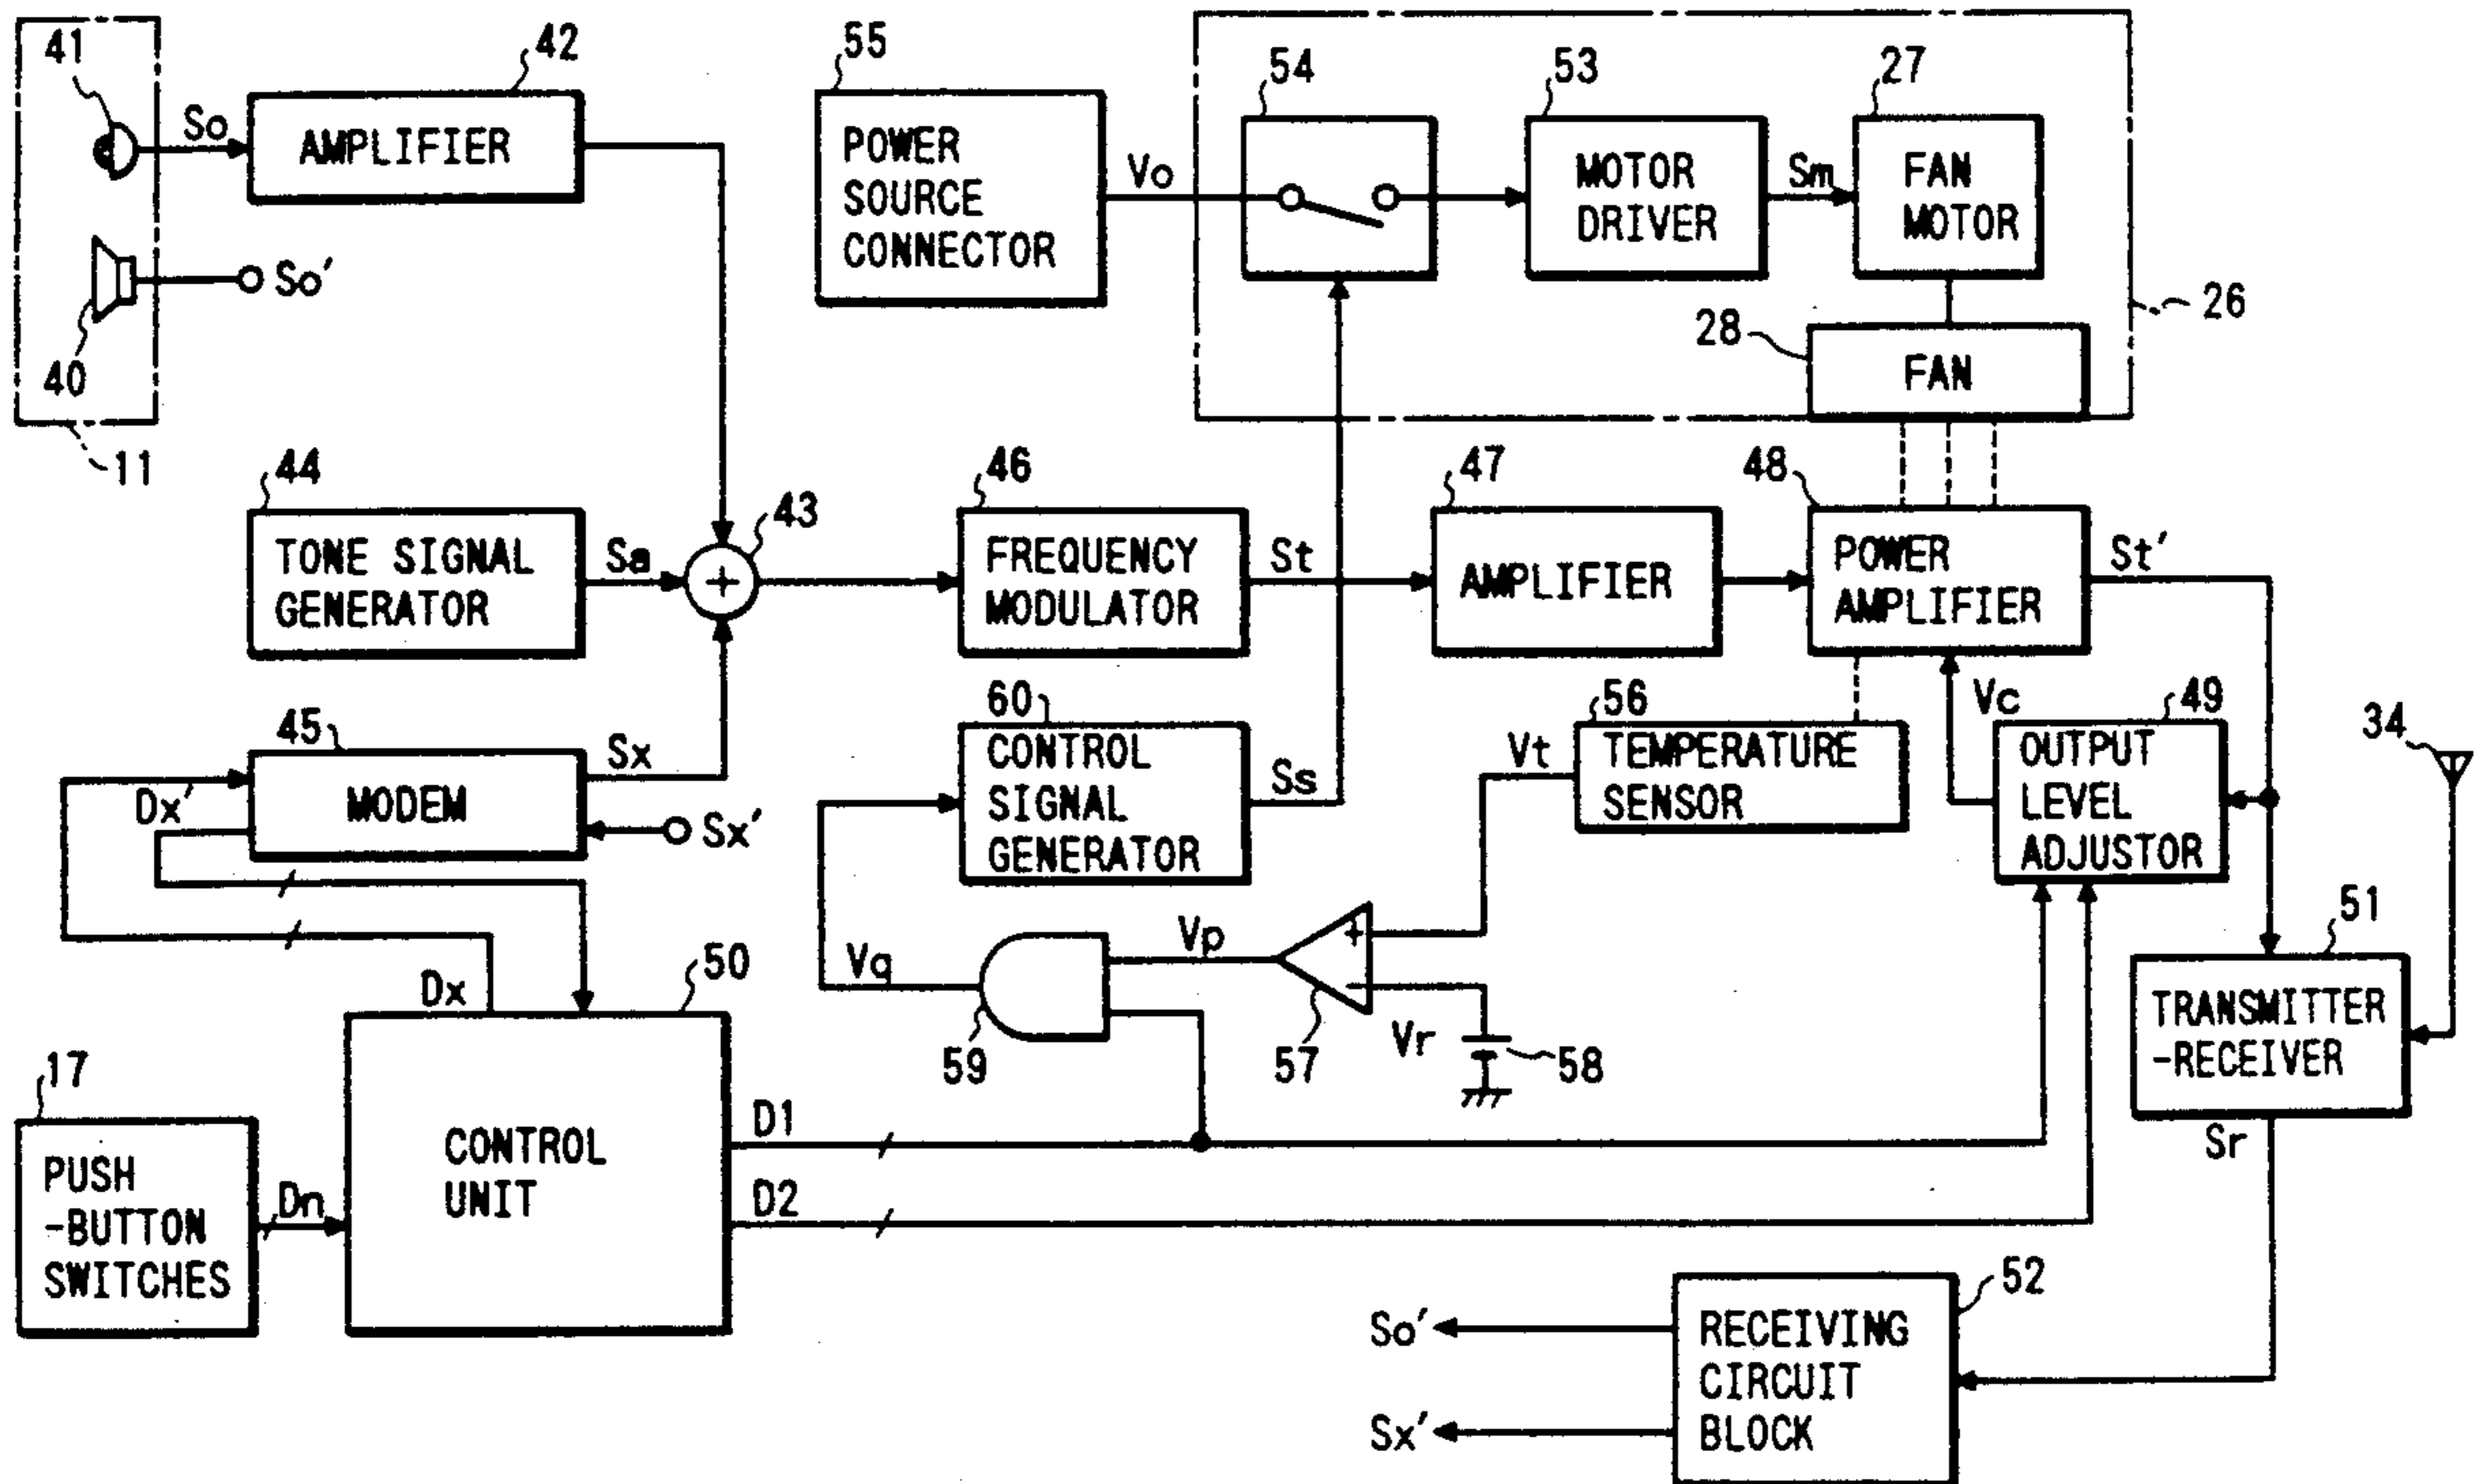 41
42
55
54
53
27
So
AMPLIFIER
POWER
SOURCE
CONNECTOR
Vo
MOTOR
DRIVER
Sm
FAN
MOTOR
So'
40
26
28
FAN
11
44
43
46
47
48
TONE SIGNAL
GENERATOR
Sa
+
FREQUENCY
MODULATOR
St
AMPLIFIER
POWER
AMPLIFIER
St'
45
60
56
Vc
49
34
Sx
CONTROL
SIGNAL
GENERATOR
Ss
Vt
TEMPERATURE
SENSOR
OUTPUT
LEVEL
ADJUSTOR
Dx'
MODEM
Sx'
51
50
Dx
Vq
Vp
+
-
59
57
Vr
58
TRANSMITTER
-RECEIVER
17
PUSH
-BUTTON
SWITCHES
Dn
CONTROL
UNIT
D1
D2
Sr
52
So'
Sx'
RECEIVING
CIRCUIT
BLOCK